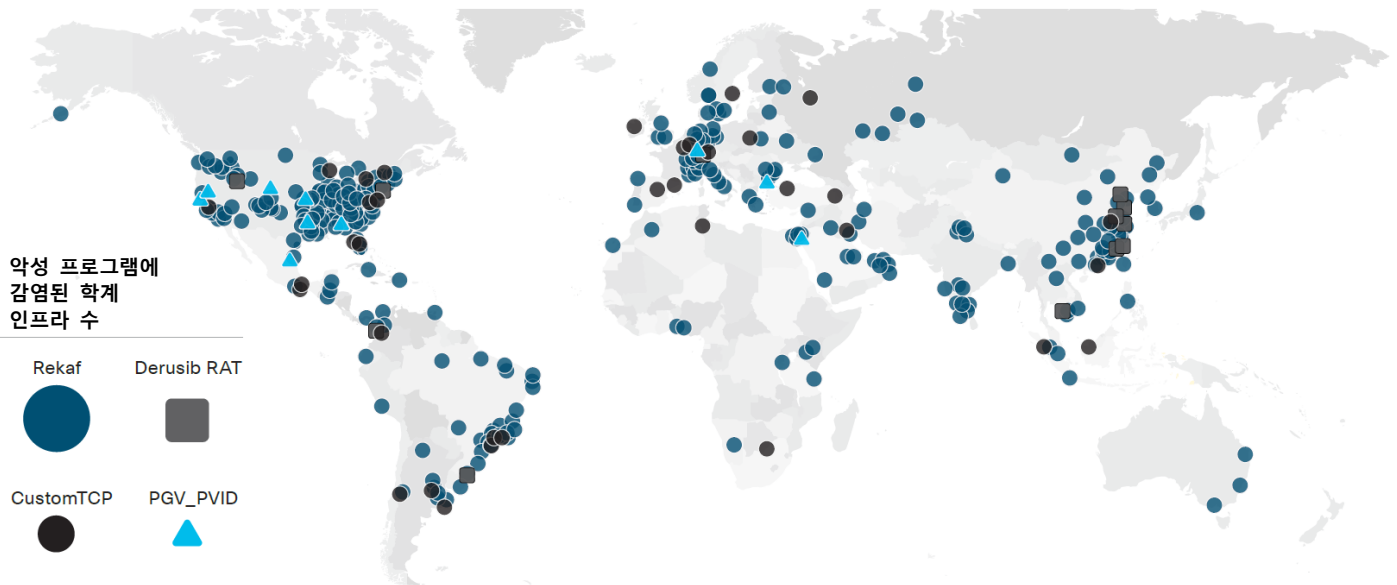 악성 프로그램에
감염된 학계
인프라 수
Rekaf
Derusib RAT
CustomTCP
PGV_PVID